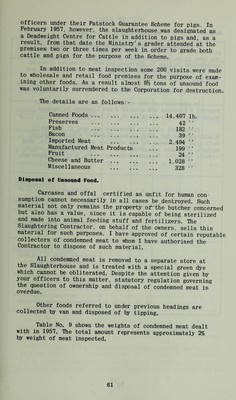 officers under their Fatstock Guarantee Scheme for pigs. In
February 1957, however, the slaughterhouse was designated as
a Deadweight Centre for Cattle in addition to pigs and, as a
result, from that date the Ministry's grader attended at the
premises two or three times per week in order to grade both
cattle and pigs for the purpose of the Scheme.
In addition to meat inspection some 200 visits were made
to wholesale and retail food premises for the purpose of exam-
ining other foods. As a result almost 8½ tons of unsound food
was voluntarily surrendered to the Corporation for destruction.
The details are as follows:-
Canned Foods ... ... ... ... ... 14,407 lb.
Preserves ... ... ... ... ... 42 "
Fish ... ... ... ... ... 182 "
Bacon ... ... ... ... ... 39 "
Imported Meat ... ... ... ... 2,494 "
Manufactured Meat Products ... ... 199 "
Fruit ... ... ... ... ... 24 "
Cheese and Butter ... ... ... ... 1,028 "
Miscellaneous ... ... ... ... 328 "
Disposal of Unsound Food.
Carcases and offal certified as unfit for human con-
sumption cannot necessarily in all cases be destroyed. Such
material not only remains the property of the butcher concerned
but also has a value, since it is capable of being sterilized
and made into animal feeding stuff and fertilizers. The
Slaughtering Contractor, on behalf of the owners, sells this
material for such purposes. I have approved of certain reputable
collectors of condemned meat to whom I have authorised the
Contractor to dispose of such material.
All condemned meat is removed to a separate store at
the Slaughterhouse and is treated with a special green dye
which cannot be obliterated. Despite the attention given by
your officers to this matter, statutory regulation governing
the question of ownership and disposal of condemned meat is
overdue.
Other foods referred to under previous headings are
collected by van and disposed of by tipping.
Table No. 9 shows the weights of condemned meat dealt
with in 1957. The total amount represents approximately 2%
by weight of meat inspected.
61